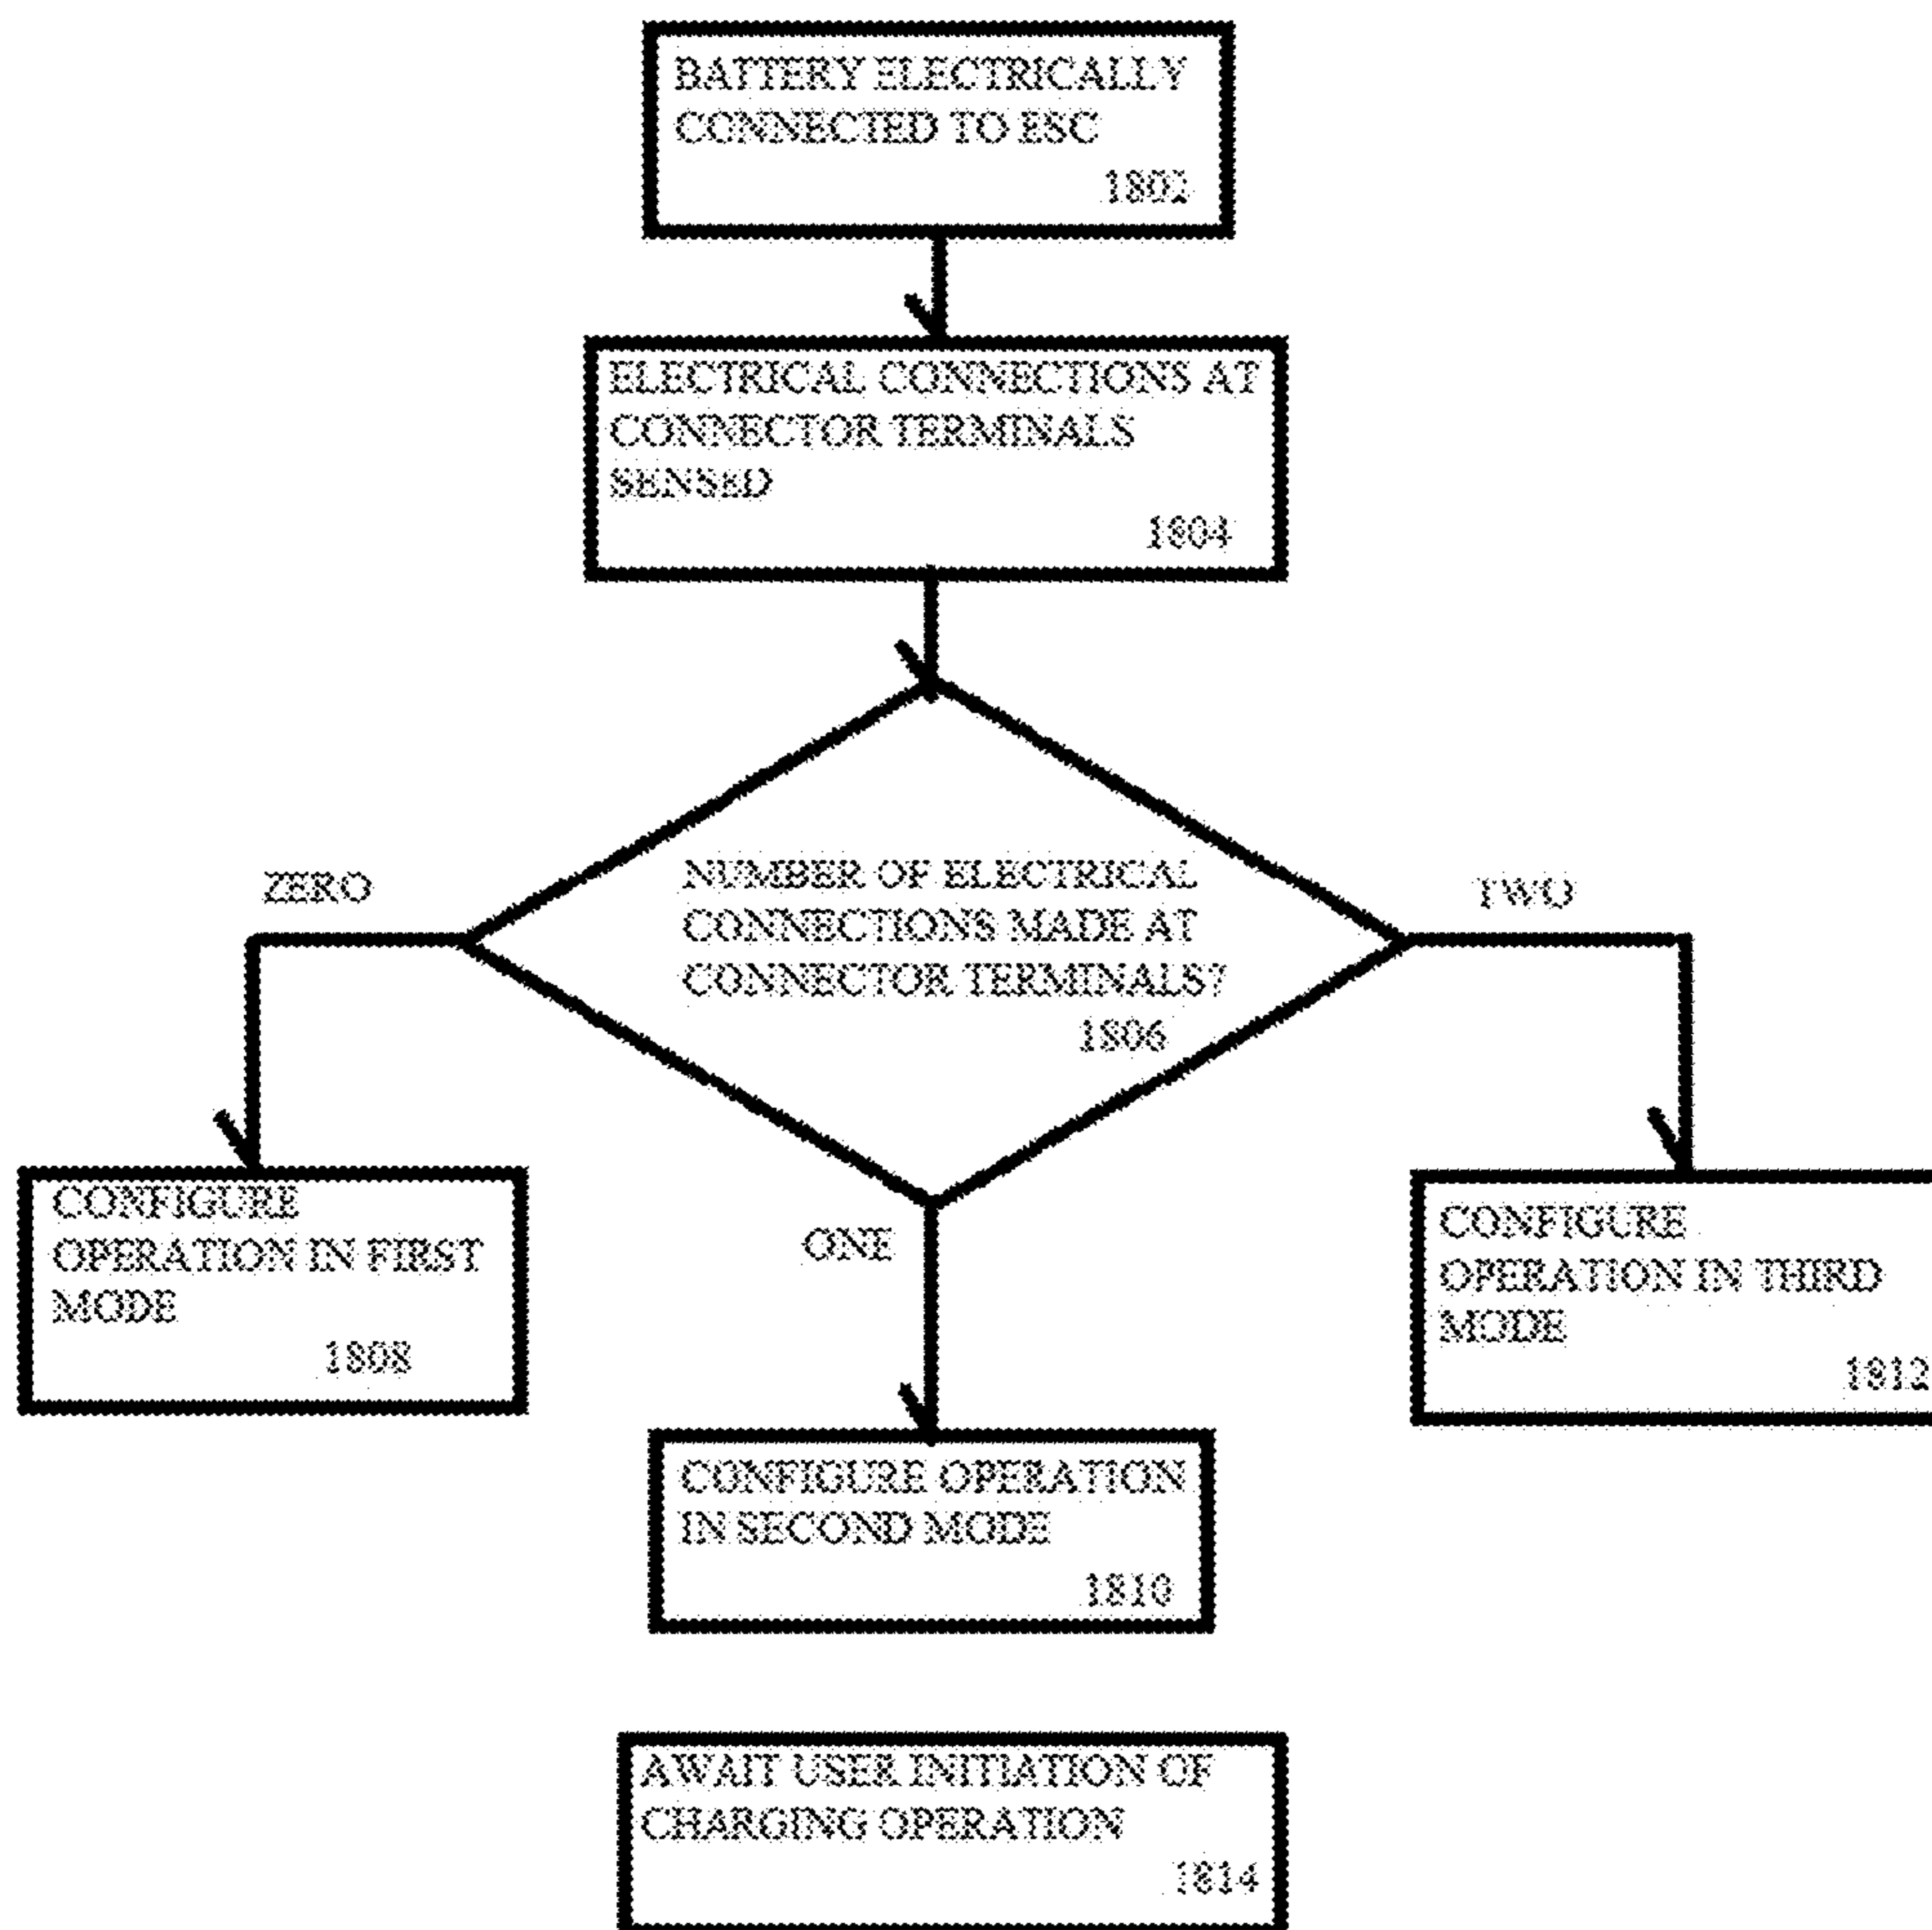 BATTERY ELECTRICALLY
CONNECTED TO ESC
1802
ELECTRICAL CONNECTIONS AT
CONNECTOR TERMINALS
SENSED
1804
ZERO
NUMBER OF ELECTRICAL
CONNECTIONS MADE AT
CONNECTOR TERMINALS?
1806
TWO
CONFIGURE
OPERATION IN FIRST
MODE
1808
ONE
CONFIGURE
OPERATION IN THIRD
MODE
1812
CONFIGURE OPERATION
IN SECOND MODE
1810
AWAIT USER INITIATION OF
CHARGING OPERATION
1814